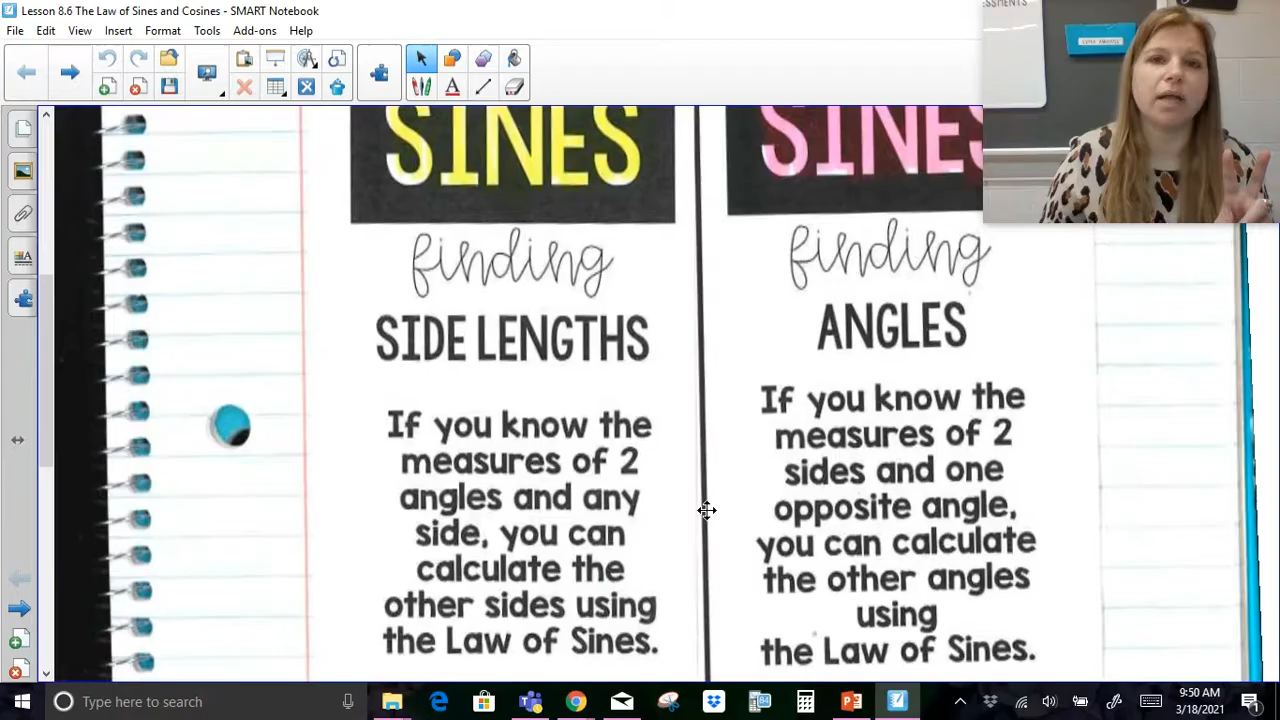 Lesson 8.6 The Law of Sines and Cosines - SMART Notebook
File Edit View Insert Format Tools Add-ons Help
SINES
finding
SIDE LENGTHS
If you know the
measures of 2
angles and any
side, you can
calculate the
other sides using
the Law of Sines.
SINES
finding
ANGLES
If you know the
measures of 2
sides and one
opposite angle,
you can calculate
the other angles
using
the Law of Sines.
Type here to search
9:50 AM
3/18/2021